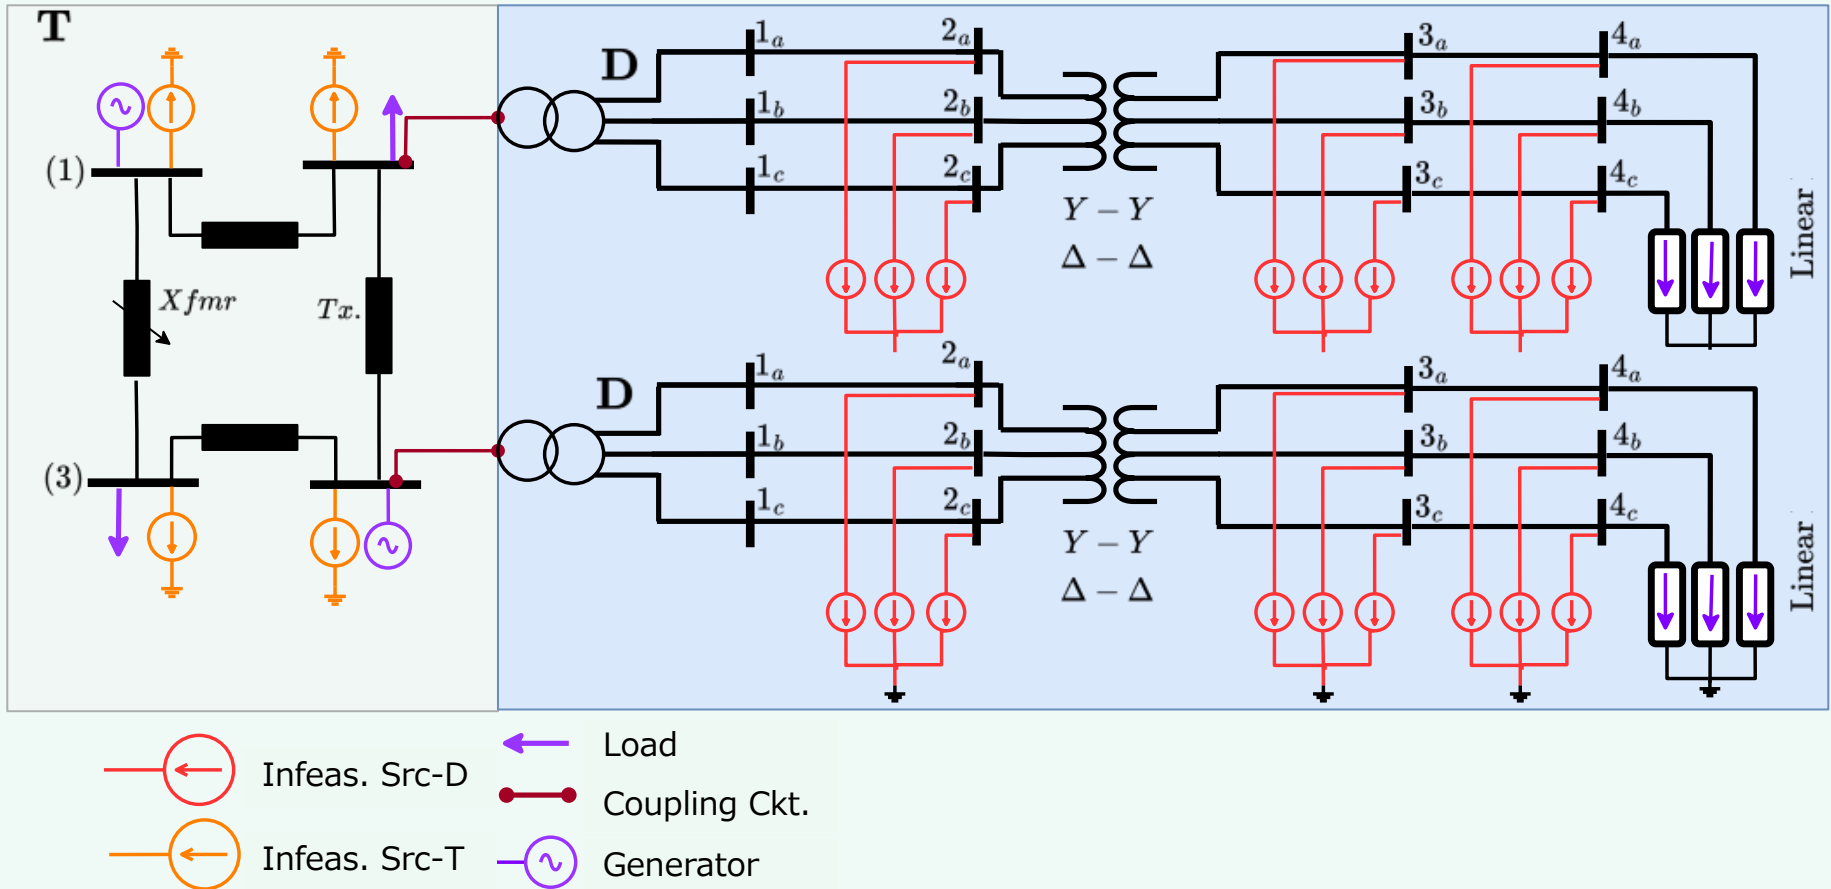 T
D
1a
2a
3a
4a
1b
2b
3b
4b
(1)
1c
2c
3c
4c
Y − Y
Δ − Δ
Linear
Xfmr
Tx.
D
1a
2a
3a
4a
1b
2b
3b
4b
(3)
1c
2c
3c
4c
Y − Y
Δ − Δ
Linear
Infeas. Src-D
Load
Coupling Ckt.
Infeas. Src-T
Generator